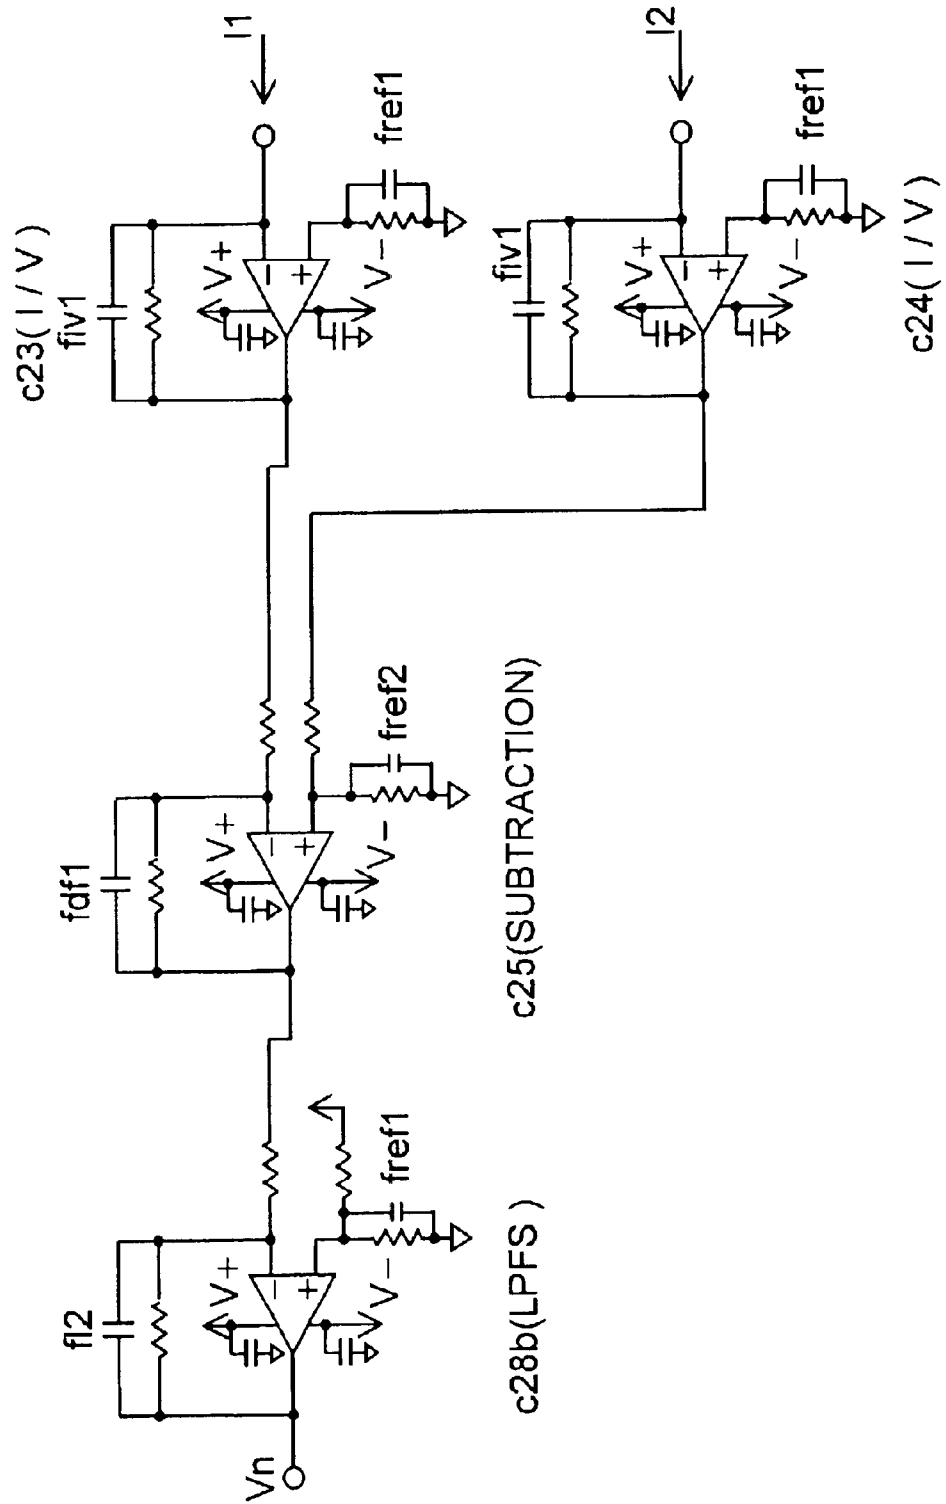 c23( I / V )
fiv1
I1
V+
V−
−
+
fref1
fiv1
I2
V+
V−
−
+
fref1
c24( I / V )
fdf1
V+
V−
−
+
fref2
c25(SUBTRACTION)
fl2
V+
V−
−
+
fref1
c28b(LPFS )
Vn